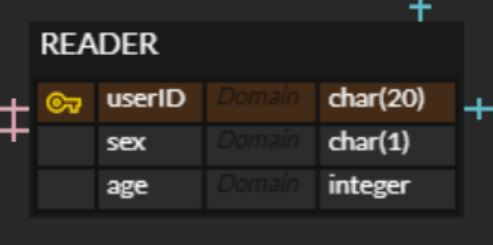 READER
userID Domain char(20)
sex Domain char(1)
age Domain integer